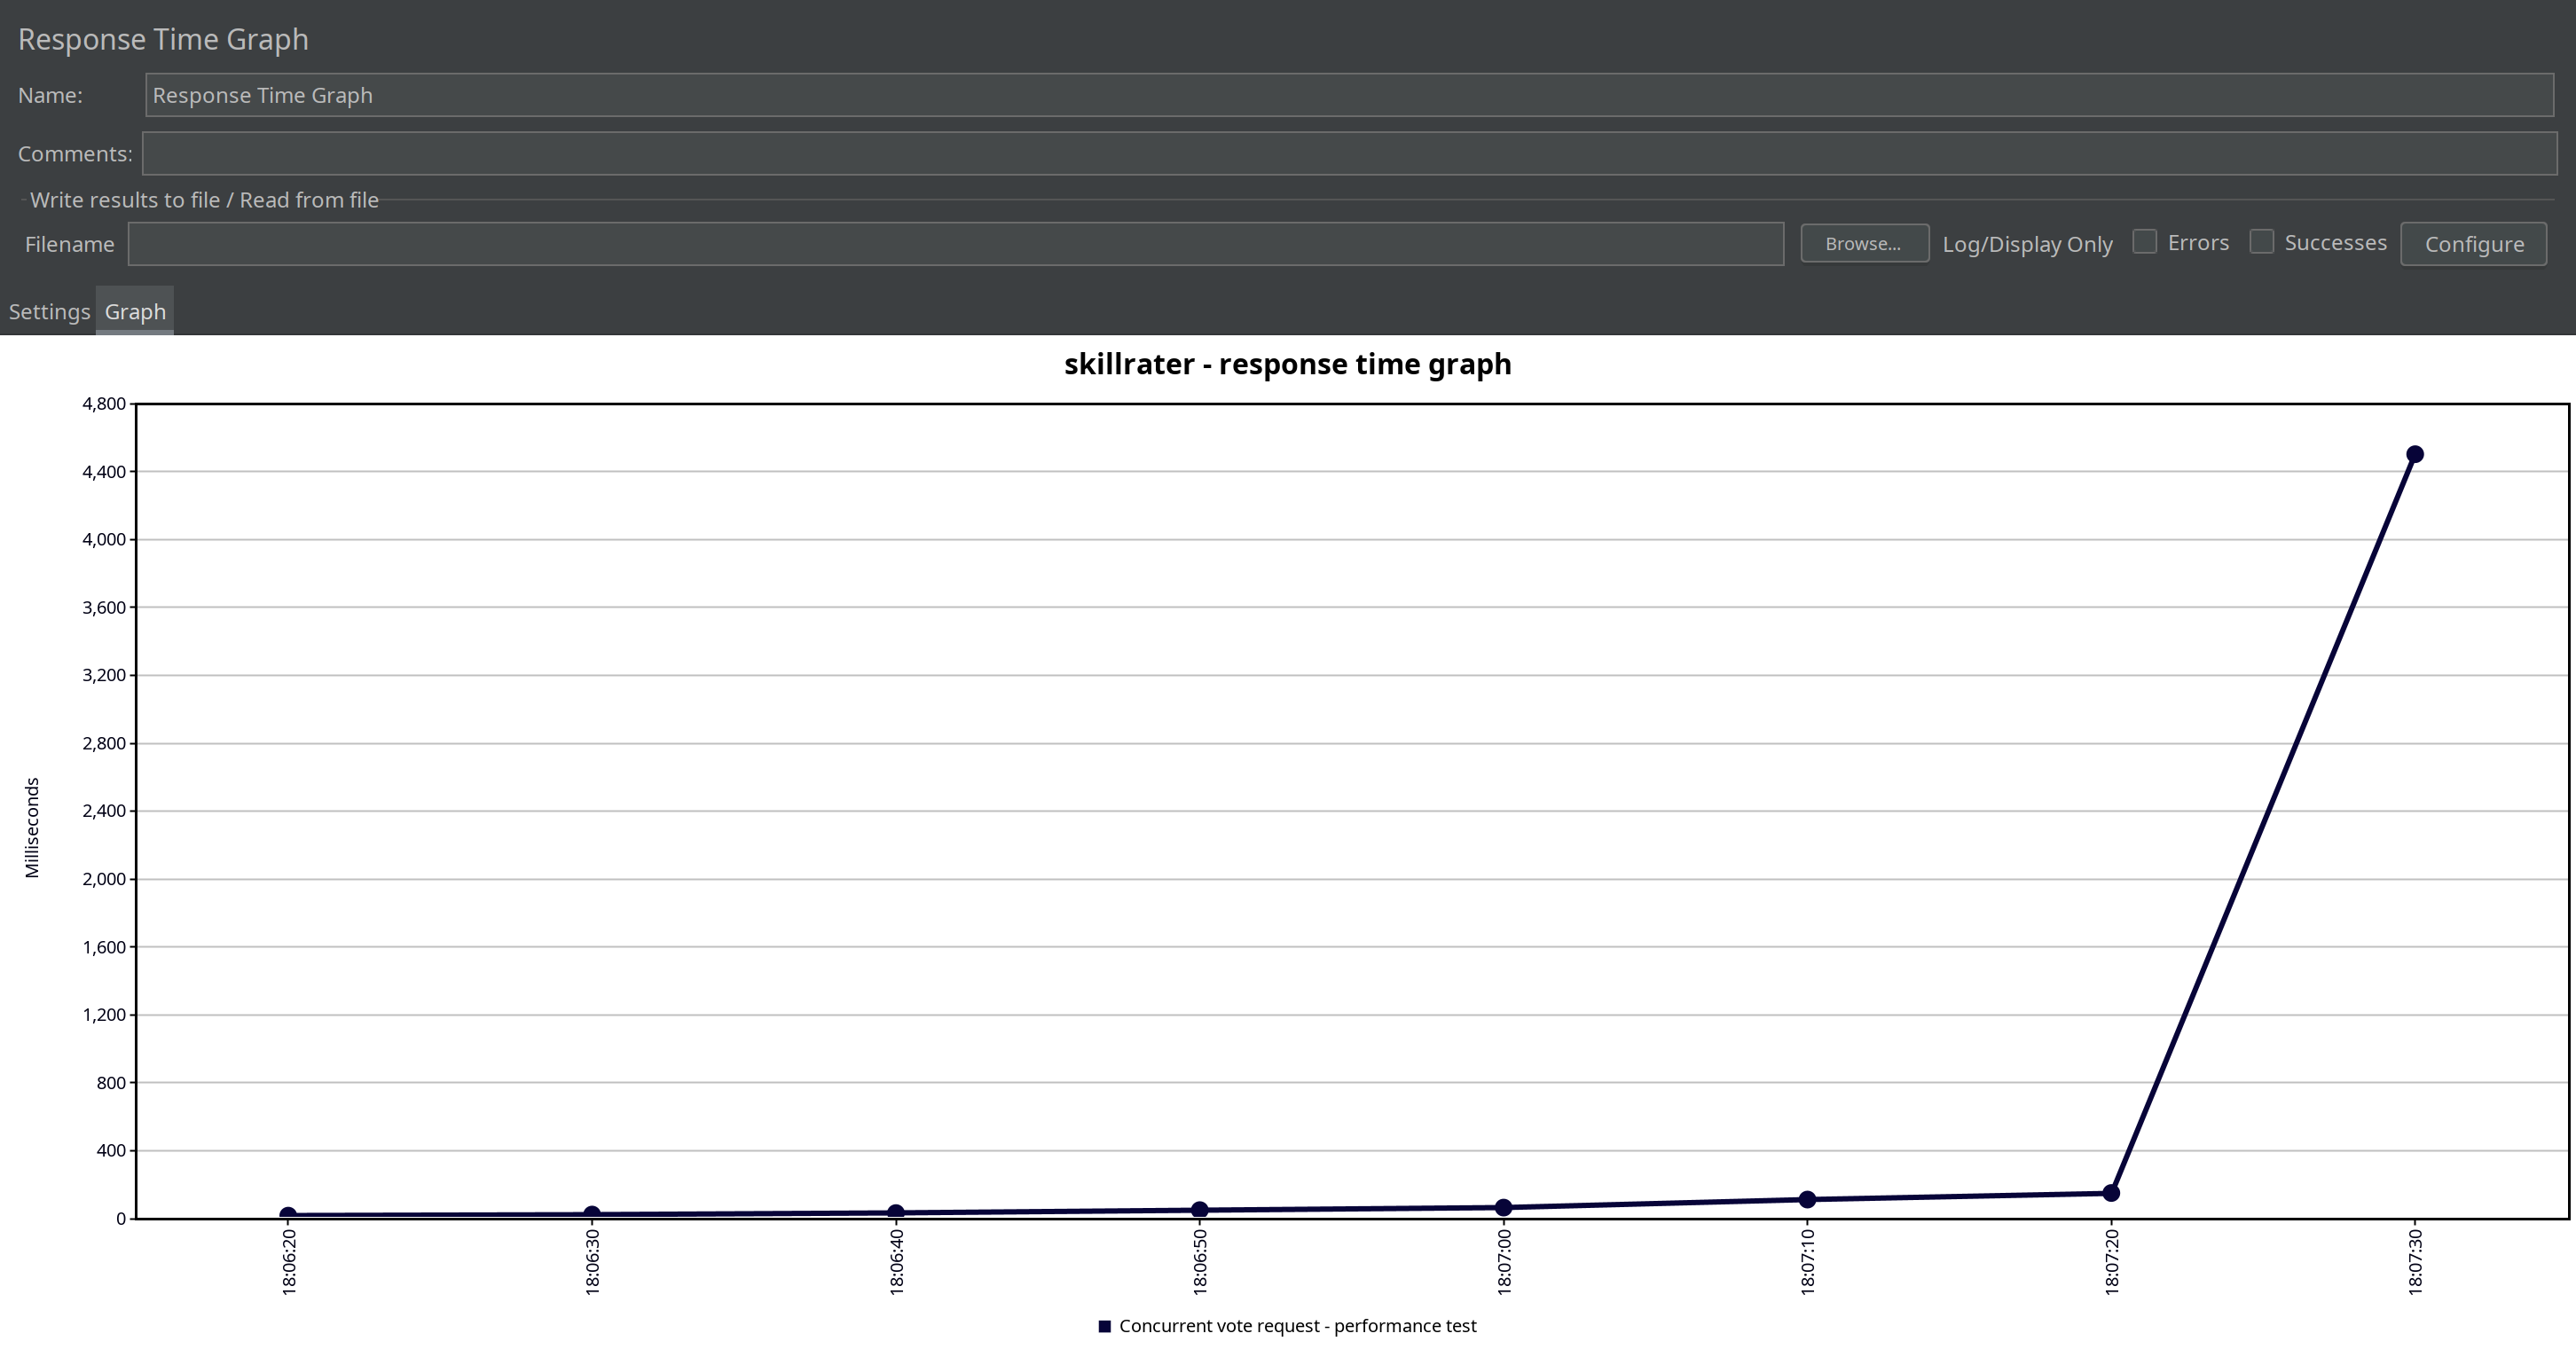 Response Time Graph
Name: Response Time Graph
Comments:
Write results to file / Read from file
Filename Browse... Log/Display Only Errors Successes Configure
Settings Graph
skillrater - response time graph
4,800
4,400
4,000
3,600
3,200
2,800
2,400
2,000
1,600
1,200
800
400
0
Milliseconds
18:06:20 18:06:30 18:06:40 18:06:50 18:07:00 18:07:10 18:07:20 18:07:30
Concurrent vote request - performance test